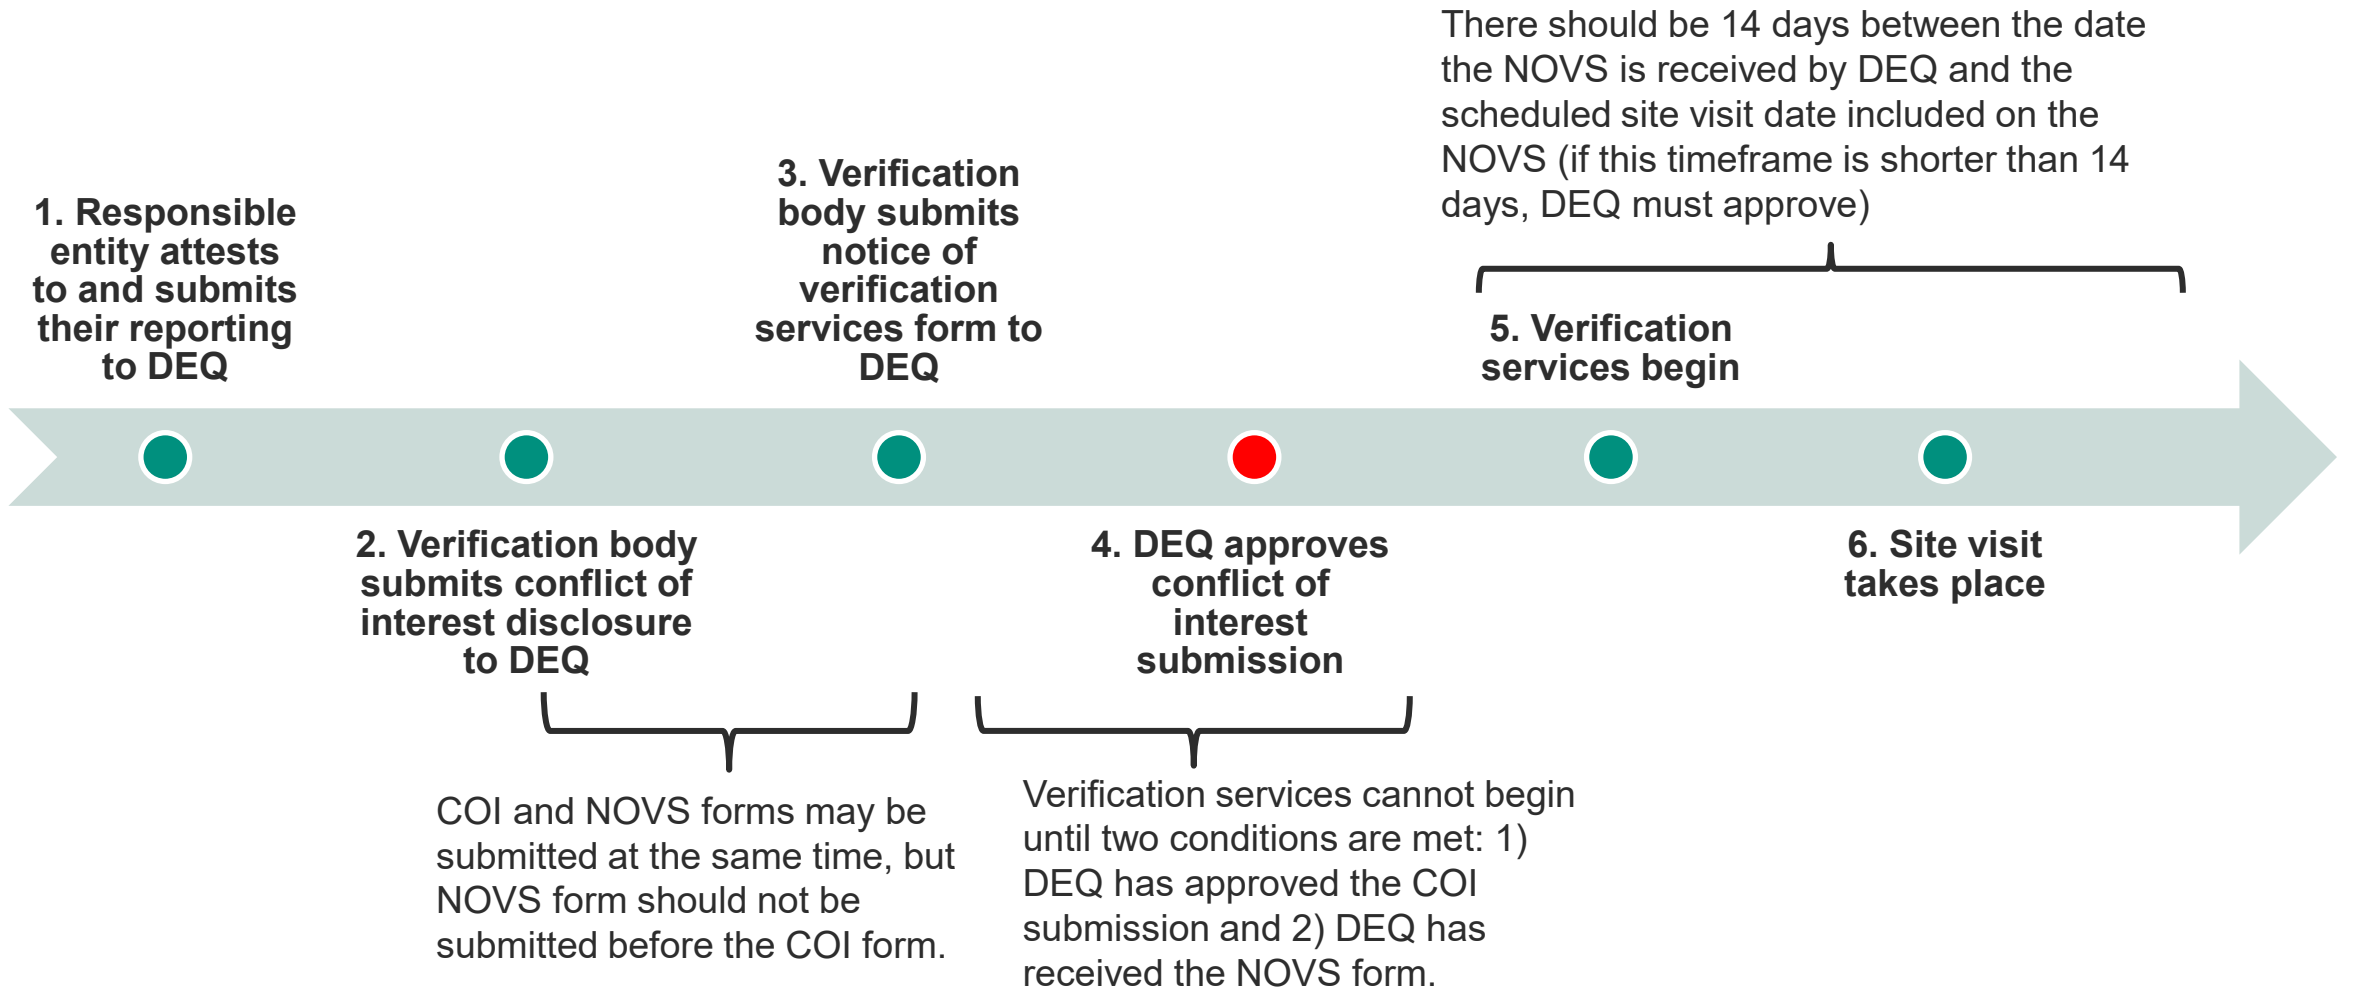 1. Responsible
entity attests
to and submits
their reporting
to DEQ
2. Verification body
submits conflict of
interest disclosure
to DEQ
COI and NOVS forms may be
submitted at the same time, but
NOVS form should not be
submitted before the COI form.
3. Verification
body submits
notice of
verification
services form to
DEQ
4. DEQ approves
conflict of
interest
submission
Verification services cannot begin
until two conditions are met: 1)
DEQ has approved the COI
submission and 2) DEQ has
received the NOVS form.
There should be 14 days between the date
the NOVS is received by DEQ and the
scheduled site visit date included on the
NOVS (if this timeframe is shorter than 14
days, DEQ must approve)
5. Verification
services begin
6. Site visit
takes place